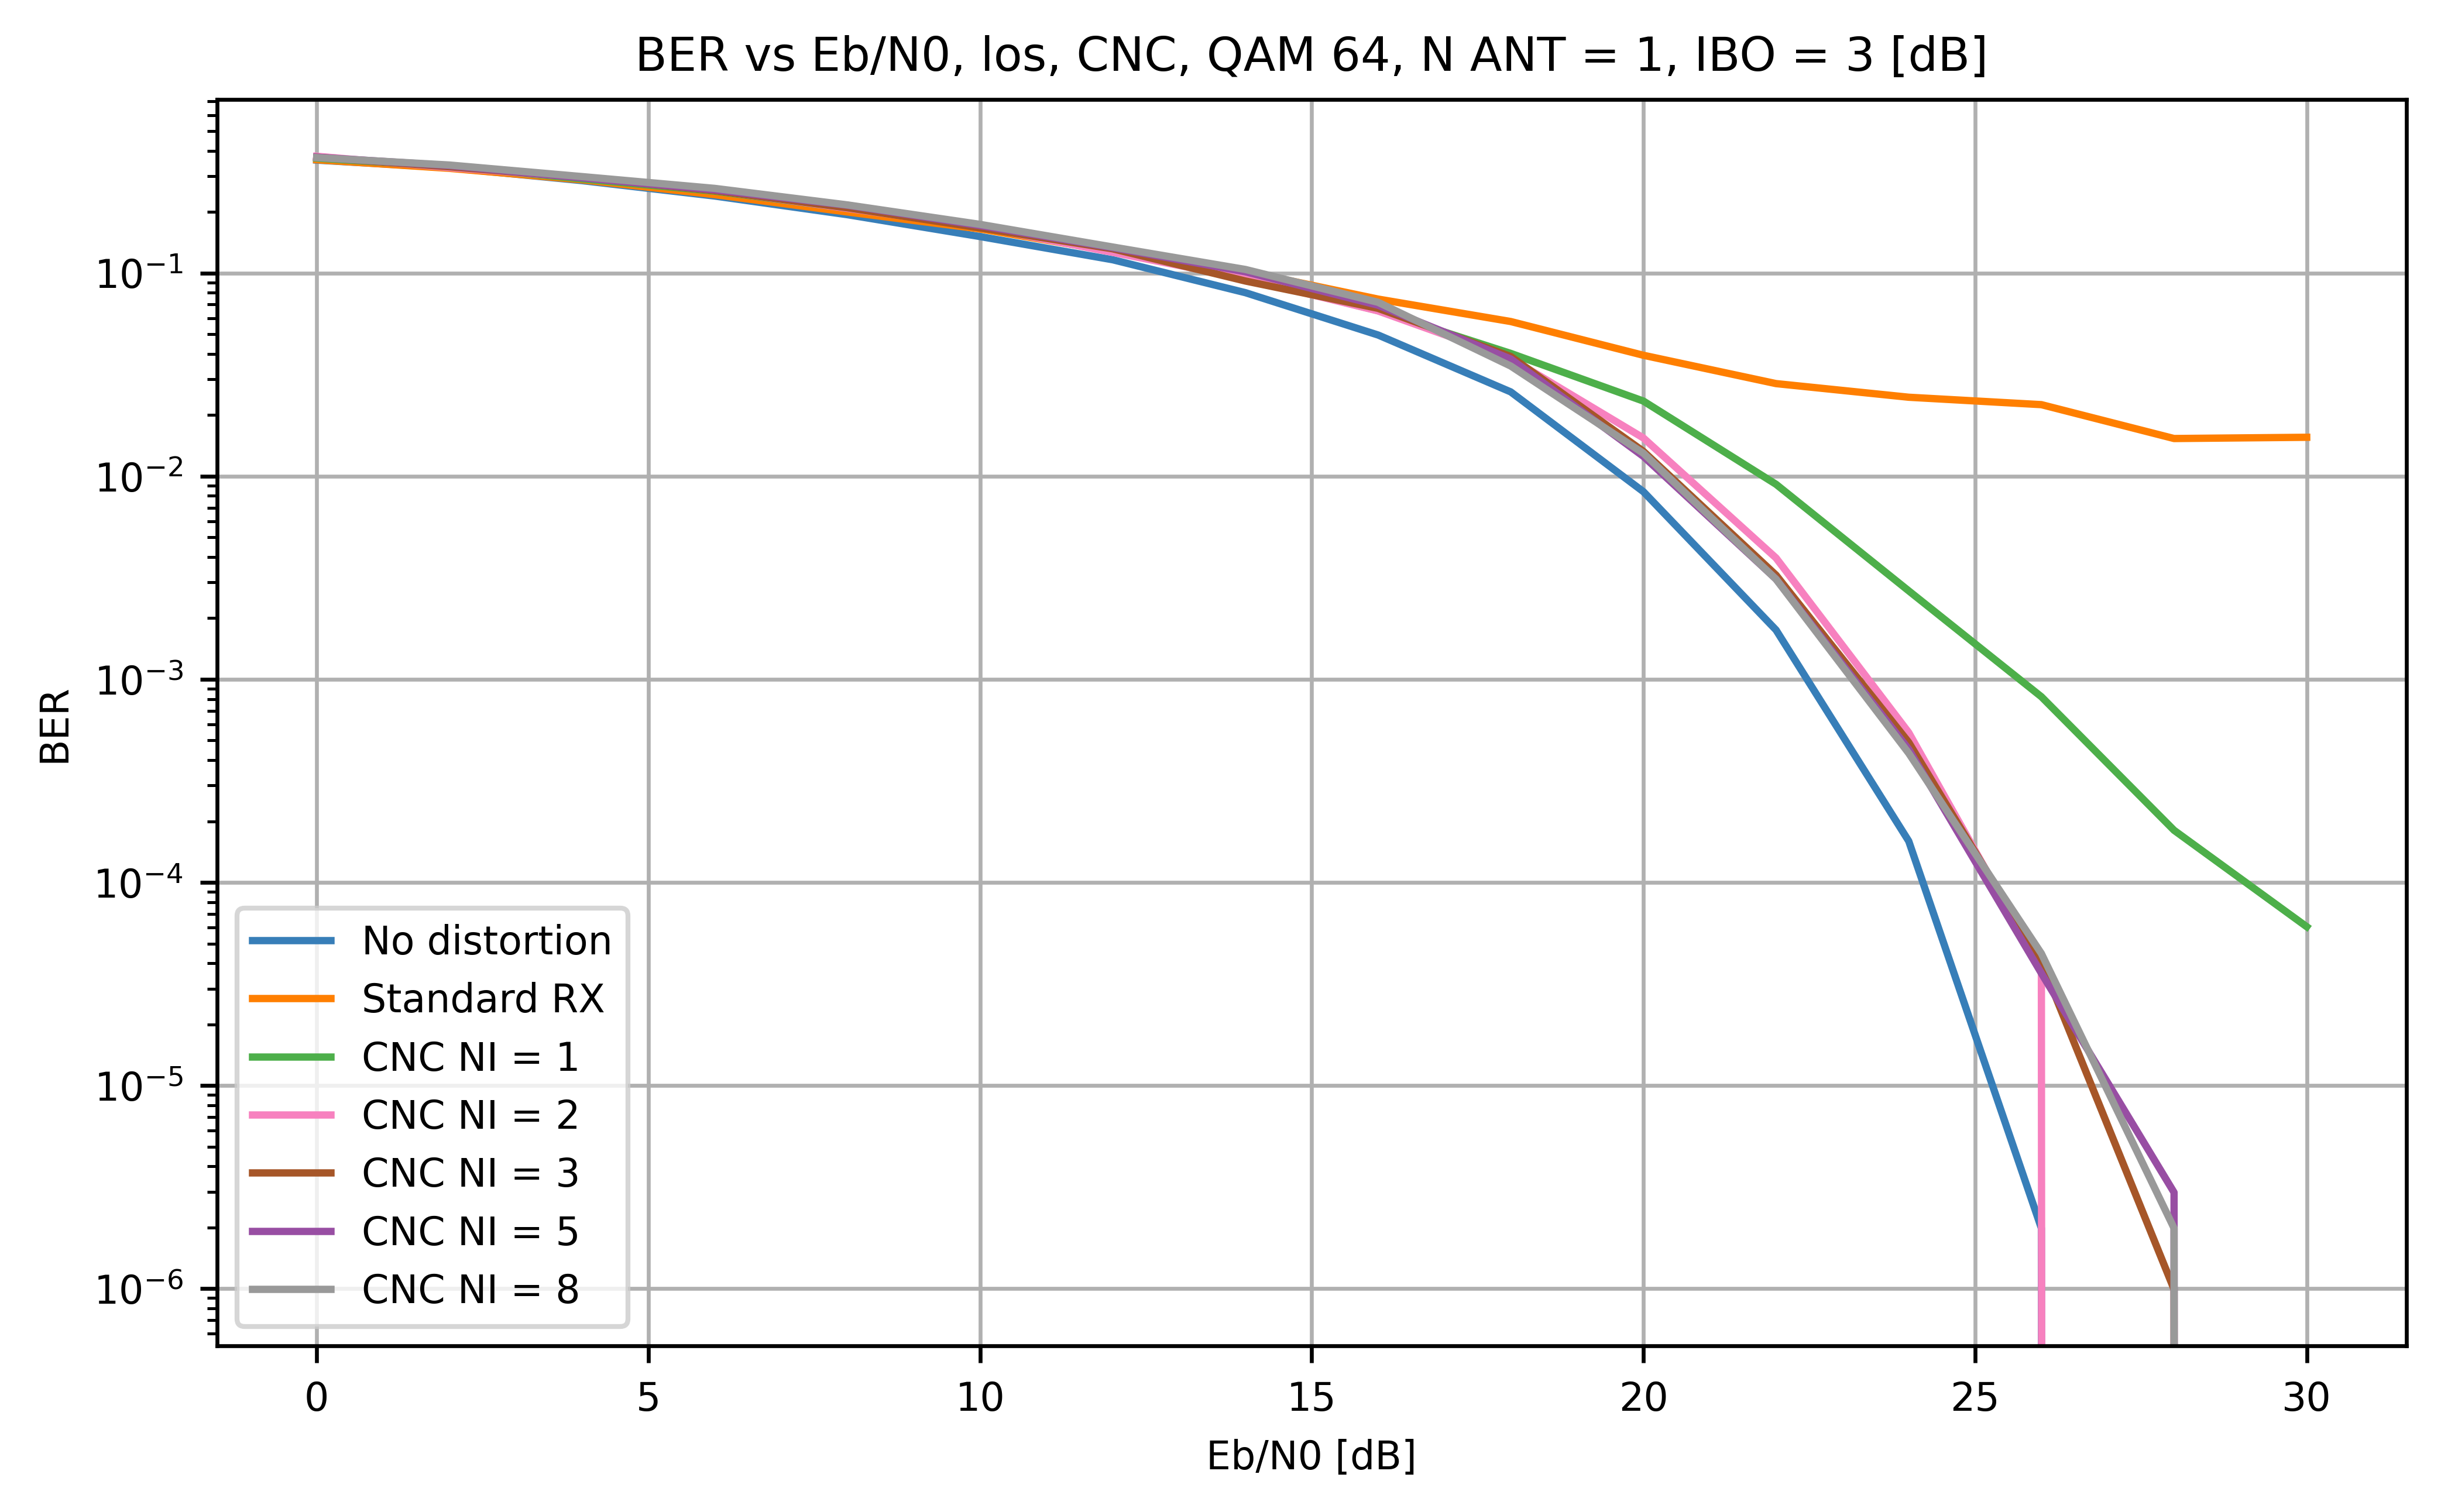 BER vs Eb/N0, los, CNC, QAM 64, N ANT = 1, IBO = 3 [dB]
BER
10⁻¹
10⁻²
10⁻³
10⁻⁴
10⁻⁵
10⁻⁶
No distortion
Standard RX
CNC NI = 1
CNC NI = 2
CNC NI = 3
CNC NI = 5
CNC NI = 8
0 5 10 15 20 25 30
Eb/N0 [dB]